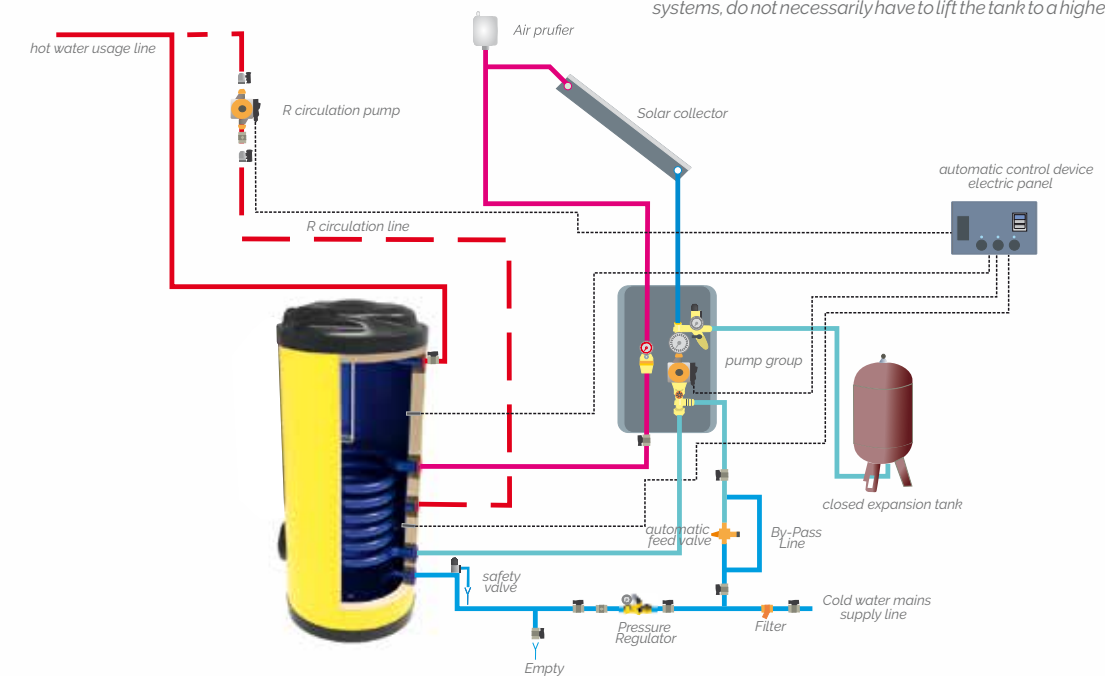 systems, do not necessarily have to lift the tank to a highe
Air prufier
hot water usage line
R circulation pump
Solar collector
automatic control device
electric panel
R circulation line
pump group
closed expansion tank
automatic
feed valve
By-Pass
Line
safety
valve
Cold water mains
supply line
Pressure
Regulator
Filter
Empty